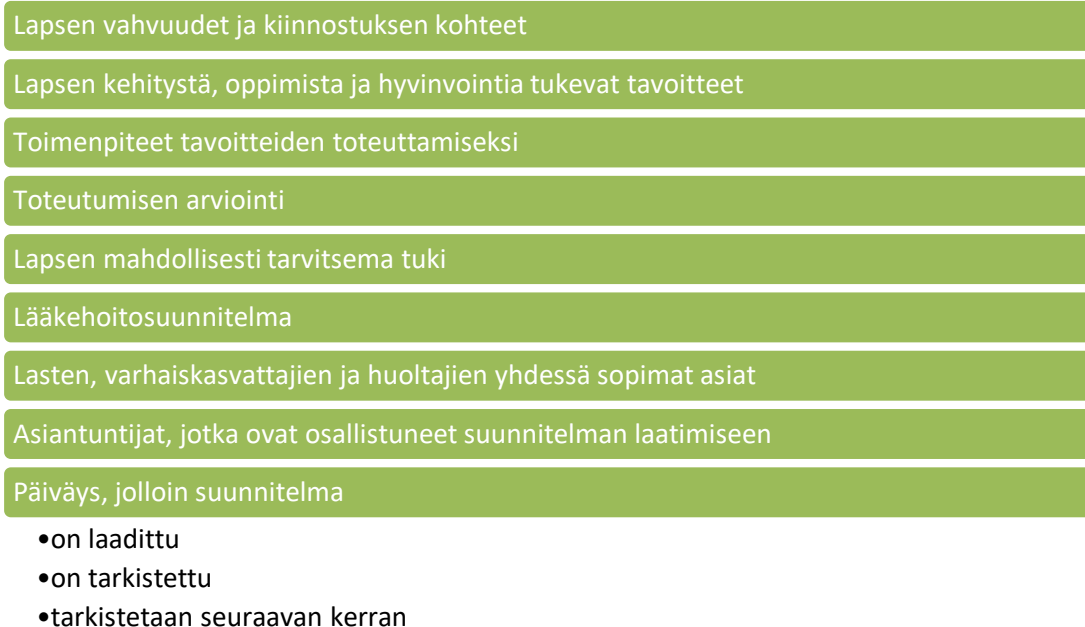 Lapsen vahvuudet ja kiinnostuksen kohteet
Lapsen kehitystä, oppimista ja hyvinvointia tukevat tavoitteet
Toimenpiteet tavoitteiden toteuttamiseksi
Toteutumisen arviointi
Lapsen mahdollisesti tarvitsema tuki
Lääkehoitosuunnitelma
Lasten, varhaiskasvattajien ja huoltajien yhdessä sopimat asiat
Asiantuntijat, jotka ovat osallistuneet suunnitelman laatimiseen
Päiväys, jolloin suunnitelma
•on laadittu
•on tarkistettu
•tarkistetaan seuraavan kerran